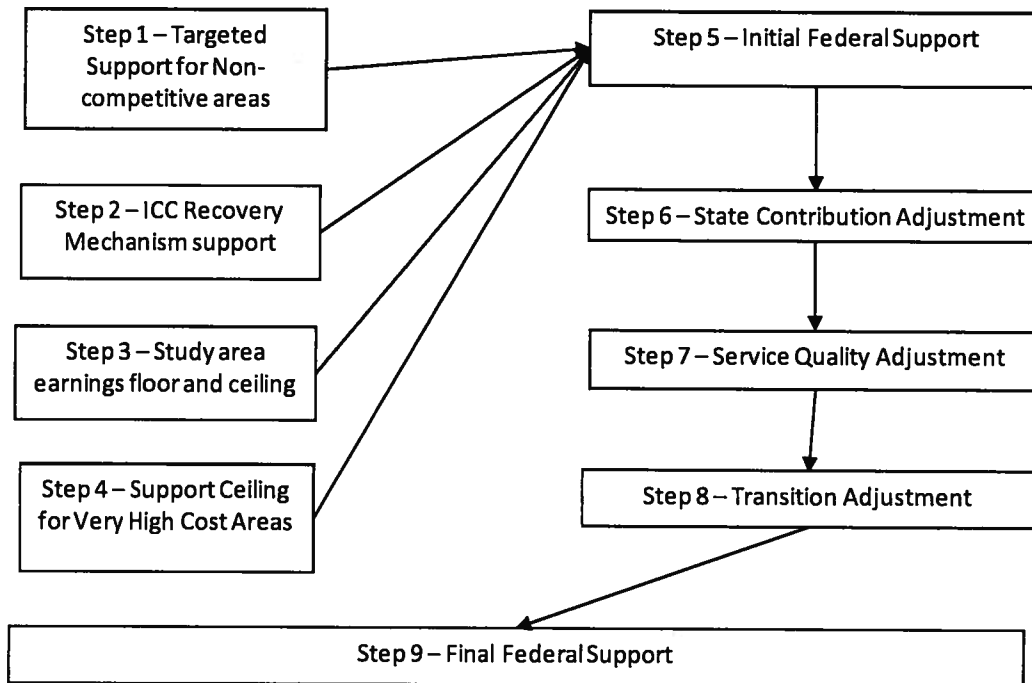 Step 1 – Targeted
Support for Non-
competitive areas
Step 2 – ICC Recovery
Mechanism support
Step 3 – Study area
earnings floor and ceiling
Step 4 – Support Ceiling
for Very High Cost Areas
Step 5 – Initial Federal Support
Step 6 – State Contribution Adjustment
Step 7 – Service Quality Adjustment
Step 8 – Transition Adjustment
Step 9 – Final Federal Support